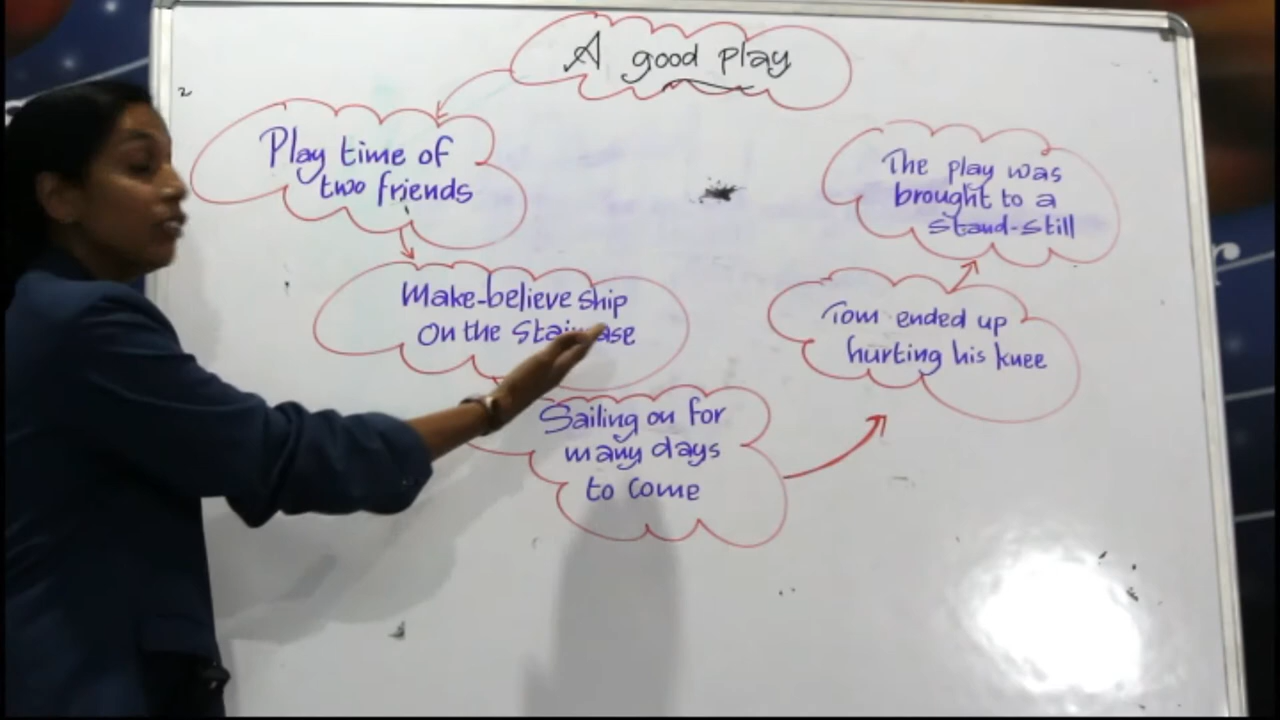 A good play
Play time of
two friends
Make-believe ship
On the Staircase
Sailing on for
many days
to come
Tom ended up
hurting his knee
The play was
brought to a
stand-still